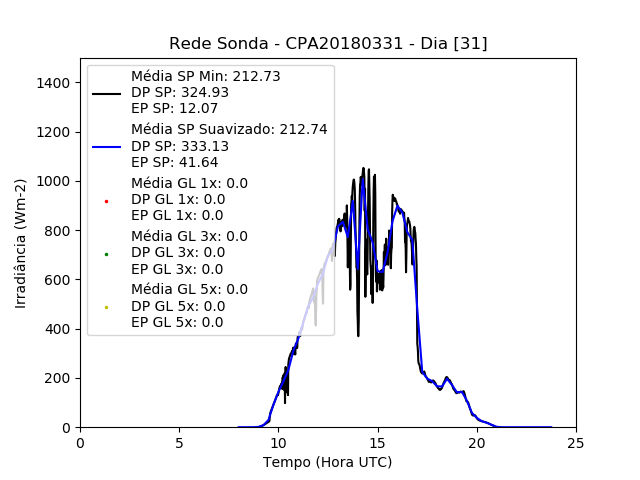 Rede Sonda - CPA20180331 - Dia [31]
Irradiância (Wm-2)
1400
1200
1000
800
600
400
200
0
Média SP Min: 212.73
DP SP: 324.93
EP SP: 12.07
Média SP Suavizado: 212.74
DP SP: 333.13
EP SP: 41.64
Média GL 1x: 0.0
DP GL 1x: 0.0
EP GL 1x: 0.0
Média GL 3x: 0.0
DP GL 3x: 0.0
EP GL 3x: 0.0
Média GL 5x: 0.0
DP GL 5x: 0.0
EP GL 5x: 0.0
0 5 10 15 20 25
Tempo (Hora UTC)